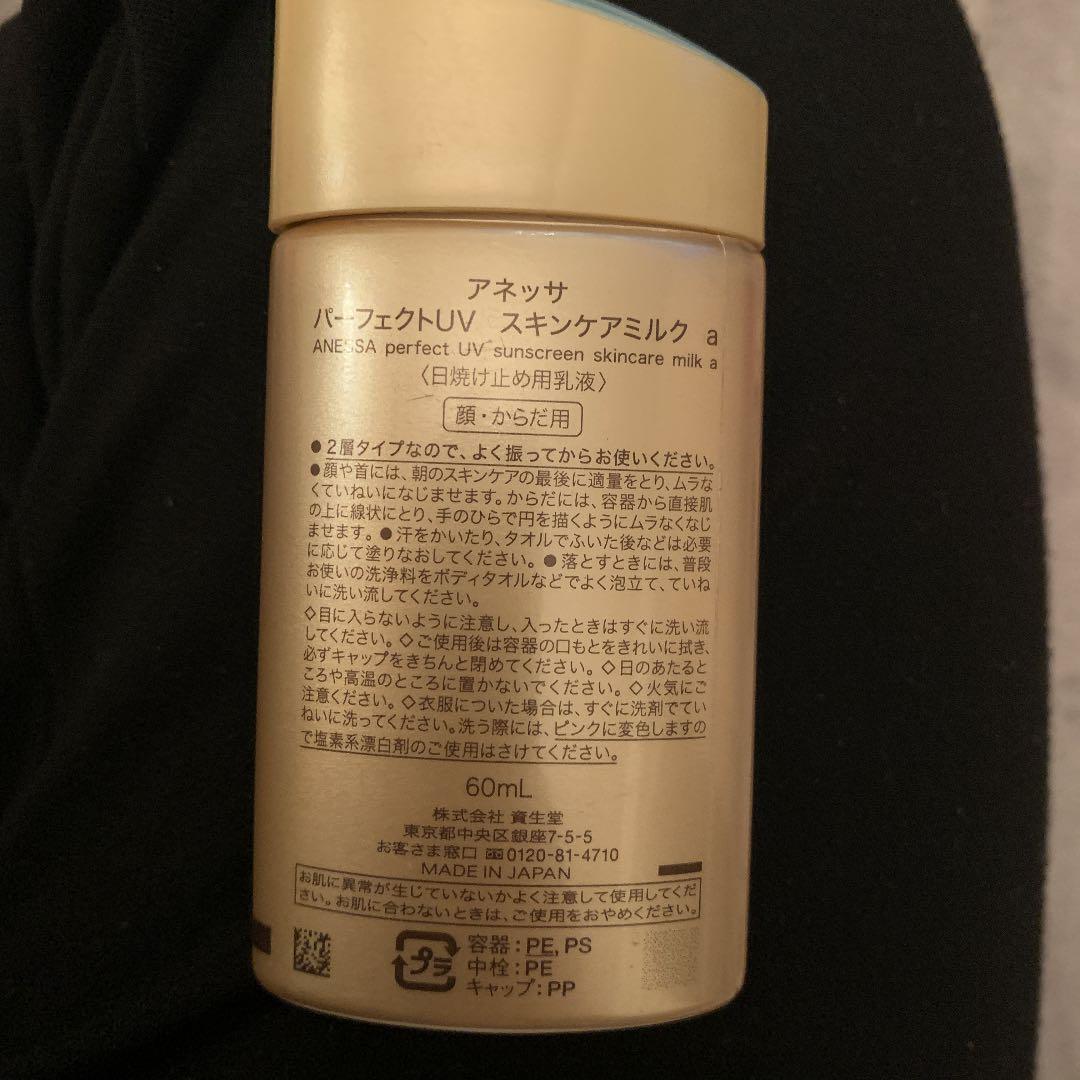 アネッサ
パーフェクトUV スキンケアミルク a
ANESSA perfect UV sunscreen skincare milk a
〈日焼け止め用乳液〉
顔・からだ用
●2層タイプなので、よく振ってからお使いください。
●顔や首には、朝のスキンケアの最後に適量をとり、ムラな
くていねいになじませます。からだには、容器から直接肌
の上に線状にとり、手のひらで円を描くようにムラなくなじ
ませます。●汗をかいたり、タオルでふいた後などは必要
に応じて塗りなおしてください。●落とすときには、普段
お使いの洗浄料をボディタオルなどでよく泡立て、ていね
いに洗い流してください。
◇目に入らないように注意し、入ったときはすぐに洗い流
してください。◇ご使用後は容器の口もとをきれいに拭き、
必ずキャップをきちんと閉めてください。◇日のあたると
ころや高温のところに置かないでください。◇火気にご
注意ください。◇衣服についた場合は、すぐに洗剤でてい
ねいに洗ってください。洗う際には、ピンクに変色しますの
で塩素系漂白剤のご使用はさけてください。
60mL
株式会社 資生堂
東京都中央区銀座7-5-5
お客さま窓口 0120-81-4710
MADE IN JAPAN
お肌に異常が生じていないかよく注意して使用してくだ
さい。お肌に合わないときは、ご使用をおやめください。
プラ
容器:PE, PS
中栓:PE
キャップ:PP